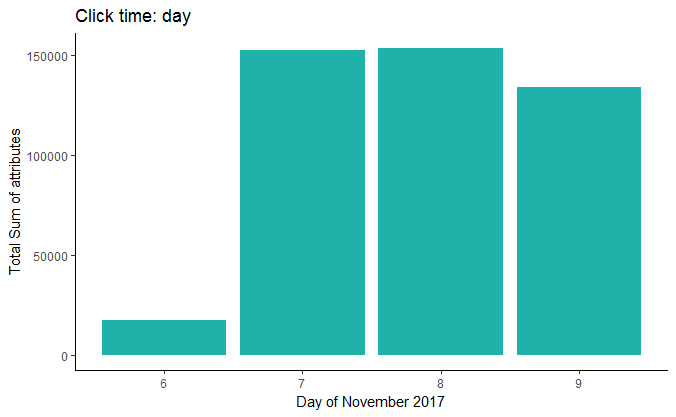 Click time: day
Total Sum of attributes
150000
100000
50000
0
6 7 8 9
Day of November 2017